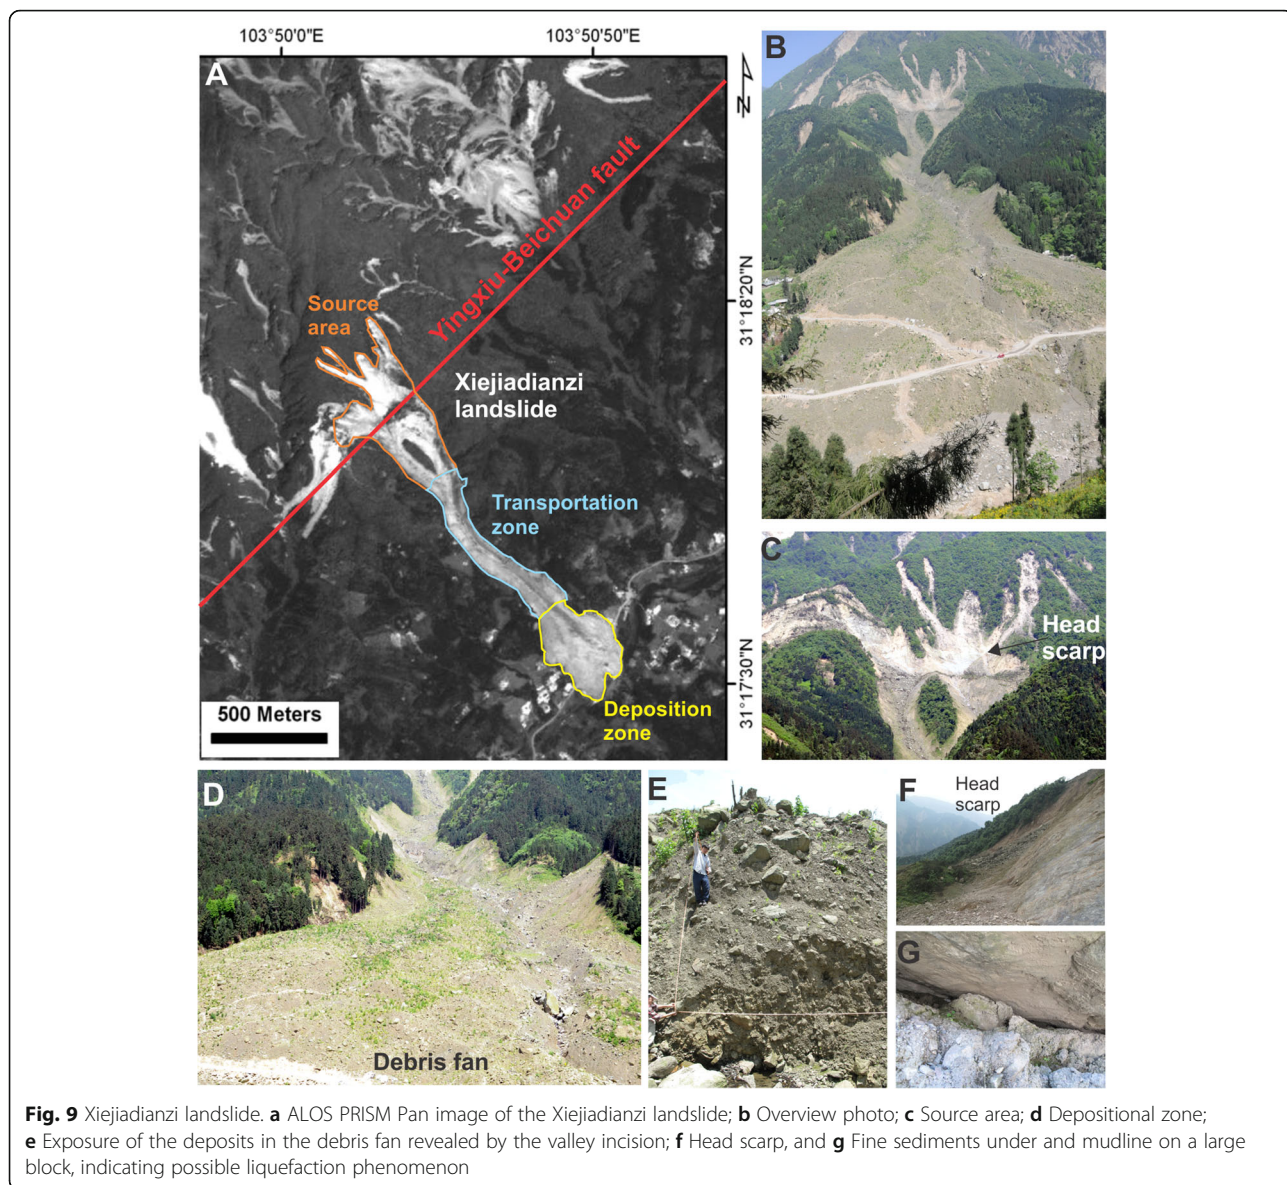 103°50'0"E
103°50'50"E
A
N
Yingxiu-Beichuan fault
31°18'20"N
Source
area
Xiejiadianzi
landslide
Transportation
zone
31°17'30"N
Deposition
zone
500 Meters
B
C
Head
scarp
D
Debris fan
E
F
Head
scarp
G
Fig. 9 Xiejiadianzi landslide. a ALOS PRISM Pan image of the Xiejiadianzi landslide; b Overview photo; c Source area; d Depositional zone;
e Exposure of the deposits in the debris fan revealed by the valley incision; f Head scarp, and g Fine sediments under and mudline on a large
block, indicating possible liquefaction phenomenon